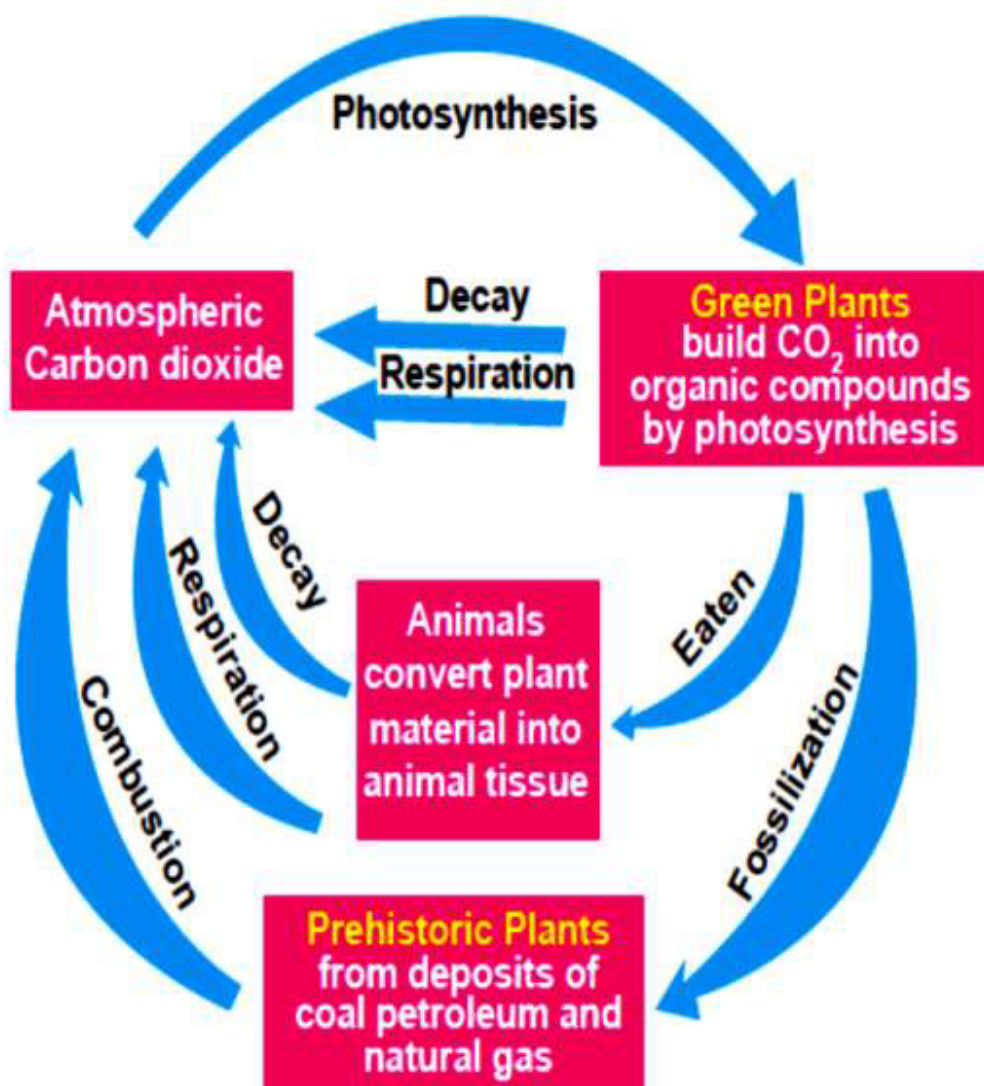 Photosynthesis
Atmospheric
Carbon dioxide
Decay
Respiration
Green Plants
build CO₂ into
organic compounds
by photosynthesis
Decay
Respiration
Combustion
Animals
convert plant
material into
animal tissue
Eaten
Fossilization
Prehistoric Plants
from deposits of
coal petroleum and
natural gas